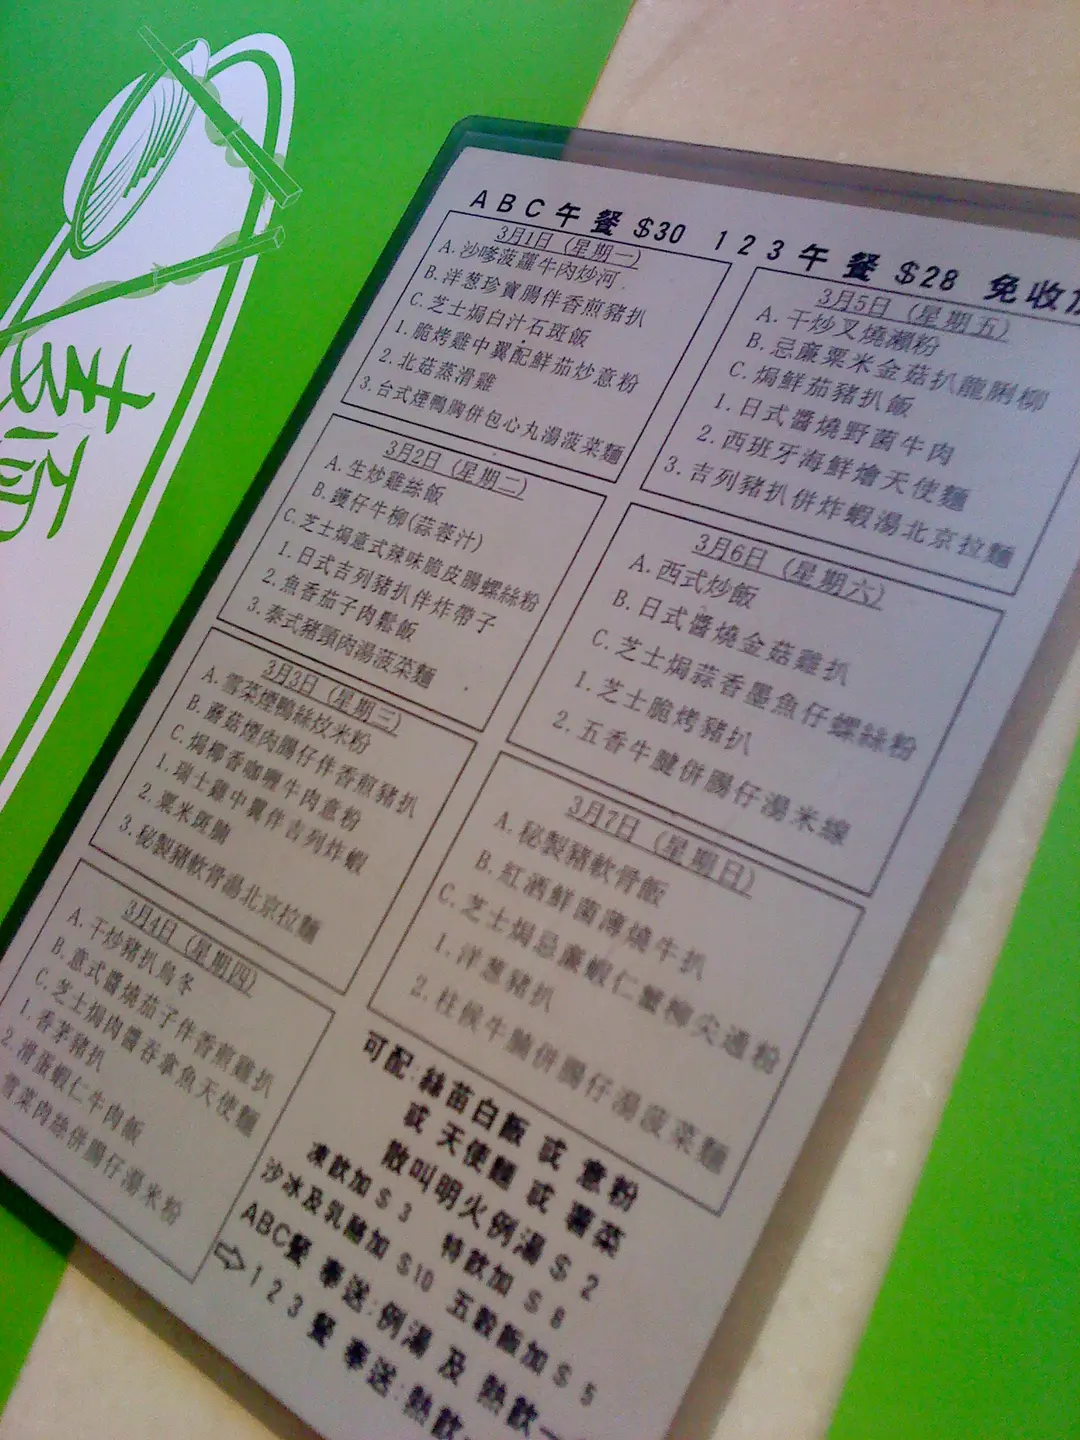 ABC午餐 $30 123午餐 $28 免收
3月1日 (星期一)
A. 沙嗲菠蘿牛肉炒河
B. 洋葱珍寶腸伴香煎豬扒
C. 芝士焗白汁石斑飯
1. 脆烤雞中翼配鮮茄炒意粉
2. 北菇蒸滑雞
3. 台式煙鴨胸併包心丸湯菠菜麵
3月2日 (星期二)
A. 生炒雞絲飯
B. 鑊仔牛柳(蒜蓉汁)
C. 芝士焗意式辣味脆皮腸螺絲粉
1. 日式吉列豬扒伴炸帶子
2. 魚香茄子肉鬆飯
3. 泰式豬頸肉湯菠菜麵
3月3日 (星期三)
A. 雪菜煙鴨絲炆米粉
B. 蘑菇煙肉腸仔伴香煎豬扒
C. 焗椰香咖喱牛肉意粉
1. 瑞士雞中翼伴吉列炸蝦
2. 粟米斑腩
3. 秘製豬軟骨湯北京拉麵
3月4日 (星期四)
A. 干炒豬扒烏冬
B. 意式醬燒茄子伴香煎雞扒
C. 芝士焗肉醬吞拿魚天使麵
1. 香茅豬扒
2. 滑蛋蝦仁牛肉飯
雪菜肉絲併腸仔湯米粉
3月5日 (星期五)
A. 干炒叉燒瀨粉
B. 忌廉粟米金菇扒龍脷柳
C. 焗鮮茄豬扒飯
1. 日式醬燒野菌牛肉
2. 西班牙海鮮燴天使麵
3. 吉列豬扒併炸蝦湯北京拉麵
3月6日 (星期六)
A. 西式炒飯
B. 日式醬燒金菇雞扒
C. 芝士焗蒜香墨魚仔螺絲粉
1. 芝士脆烤豬扒
2. 五香牛腱併腸仔湯米線
3月7日 (星期日)
A. 秘製豬軟骨飯
B. 紅酒鮮菌薄燒牛扒
C. 芝士焗忌廉蝦仁蟹柳尖通粉
1. 洋葱豬扒
2. 柱候牛腩併腸仔湯菠菜麵
可配:絲苗白飯 或 意粉
或 天使麵 或 薯菜
散叫明火例湯 $ 2
凍飲加 $ 3 特飲加 $ 8
沙冰及乳酪加 $10 五穀飯加 $ 5
ABC餐 奉送:例湯 及 熱飲一
123 餐 奉送:熱飲